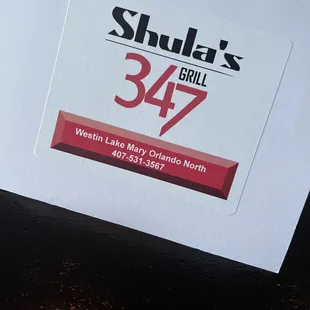 Shula's
347 GRILL
Westin Lake Mary Orlando North
407-531-3567